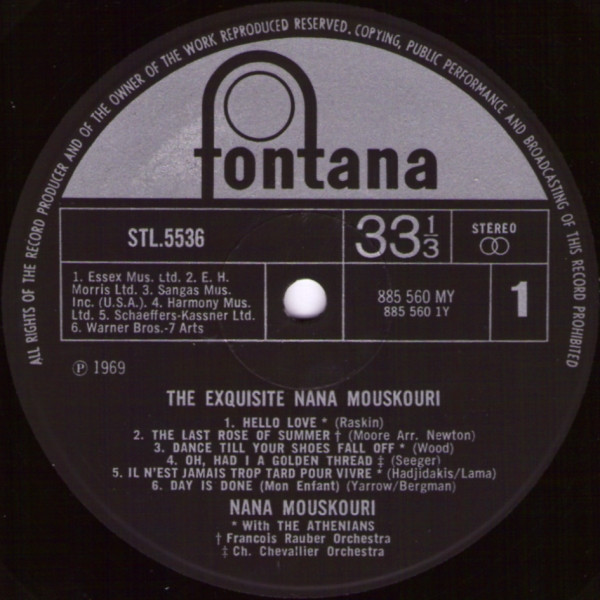 ALL RIGHTS OF THE RECORD PRODUCER AND OF THE OWNER OF THE WORK REPRODUCED RESERVED. COPYING, PUBLIC PERFORMANCE AND BROADCASTING OF THIS RECORD PROHIBITED
fontana
STL.5536
33 1/3
STEREO
1. Essex Mus. Ltd. 2. E. H.
Morris Ltd. 3. Sangas Mus.
Inc. (U.S.A.). 4. Harmony Mus.
Ltd. 5. Schaeffers-Kassner Ltd.
6. Warner Bros.-7 Arts
885 560 MY
885 560 1Y
1
℗ 1969
THE EXQUISITE NANA MOUSKOURI
1. HELLO LOVE * (Raskin)
2. THE LAST ROSE OF SUMMER † (Moore Arr. Newton)
3. DANCE TILL YOUR SHOES FALL OFF * (Wood)
4. OH, HAD I A GOLDEN THREAD ‡ (Seeger)
5. IL N'EST JAMAIS TROP TARD POUR VIVRE * (Hadjidakis/Lama)
6. DAY IS DONE (Mon Enfant) (Yarrow/Bergman)
NANA MOUSKOURI
* With THE ATHENIANS
† Francois Rauber Orchestra
‡ Ch. Chevallier Orchestra